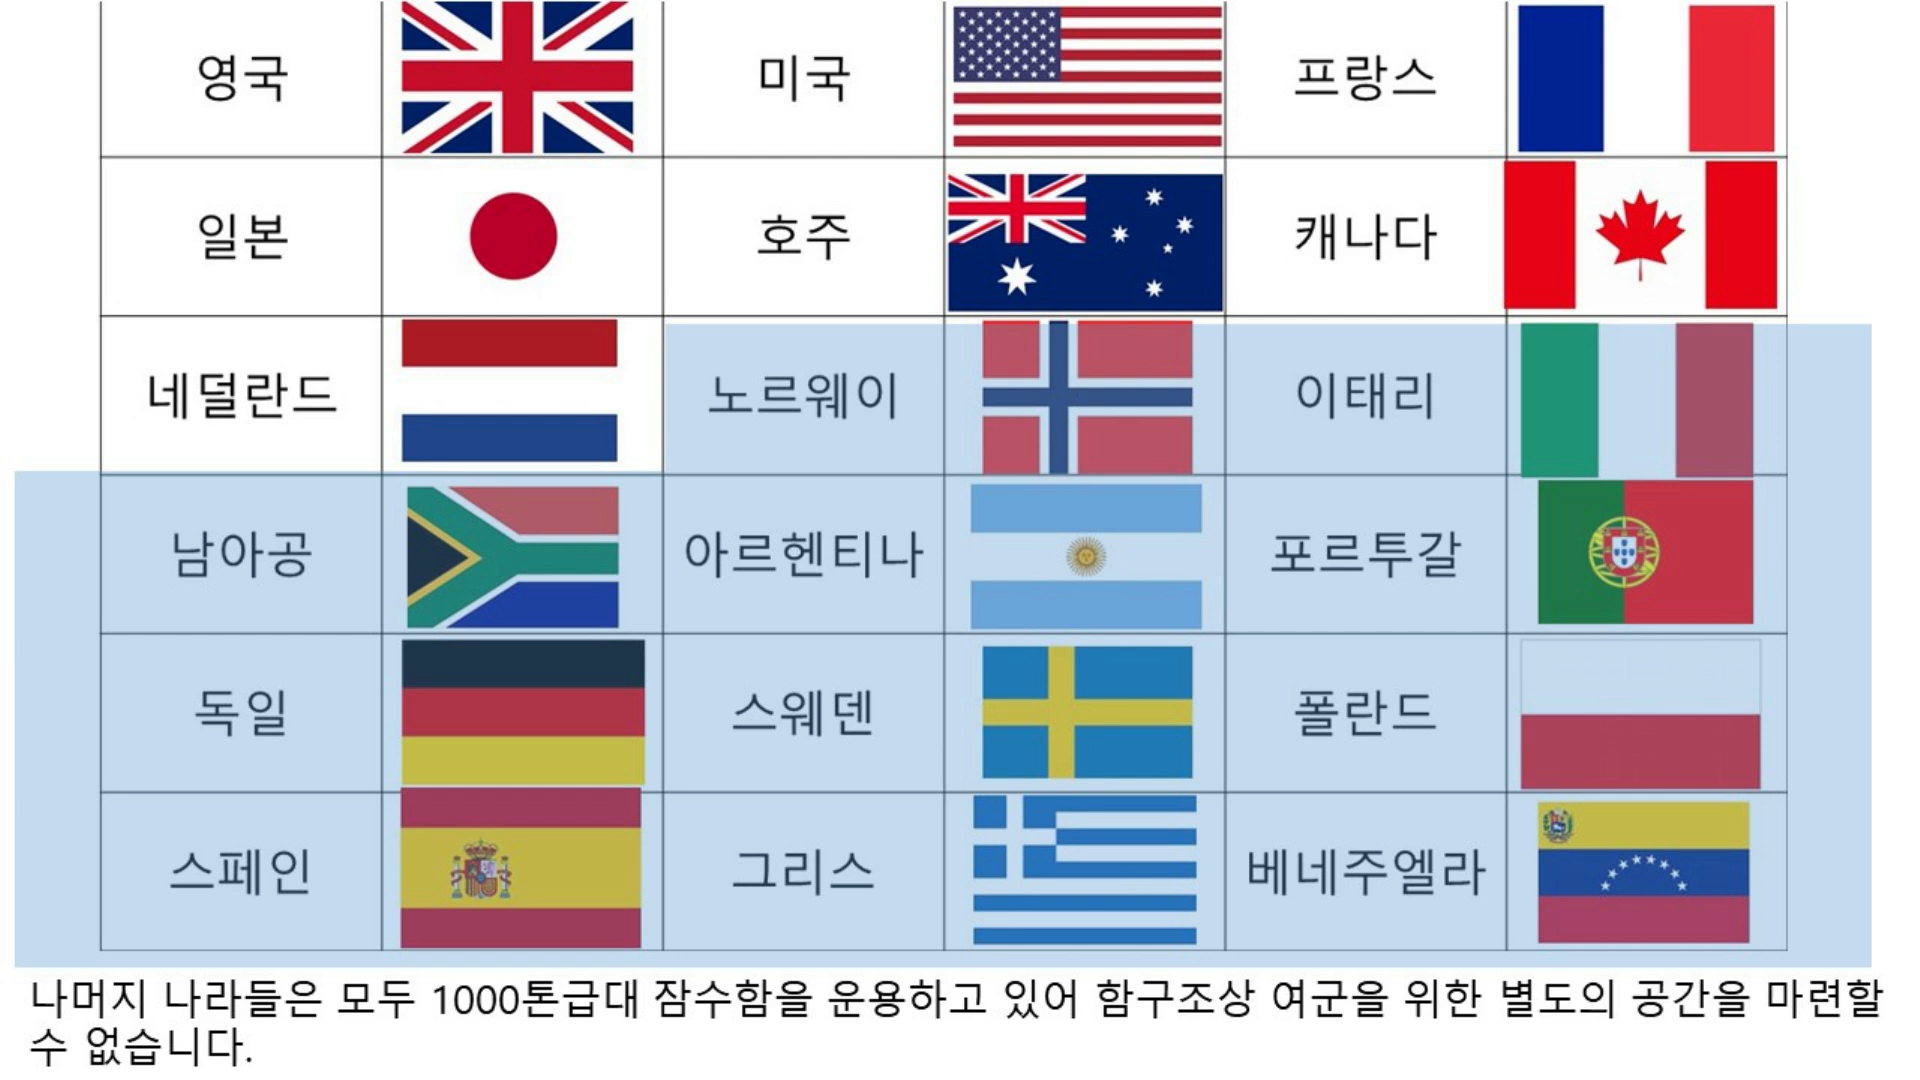 영국 미국 프랑스
일본 호주 캐나다
네덜란드 노르웨이 이태리
남아공 아르헨티나 포르투갈
독일 스웨덴 폴란드
스페인 그리스 베네주엘라
나머지 나라들은 모두 1000톤급대 잠수함을 운용하고 있어 함구조상 여군을 위한 별도의 공간을 마련할
수 없습니다.